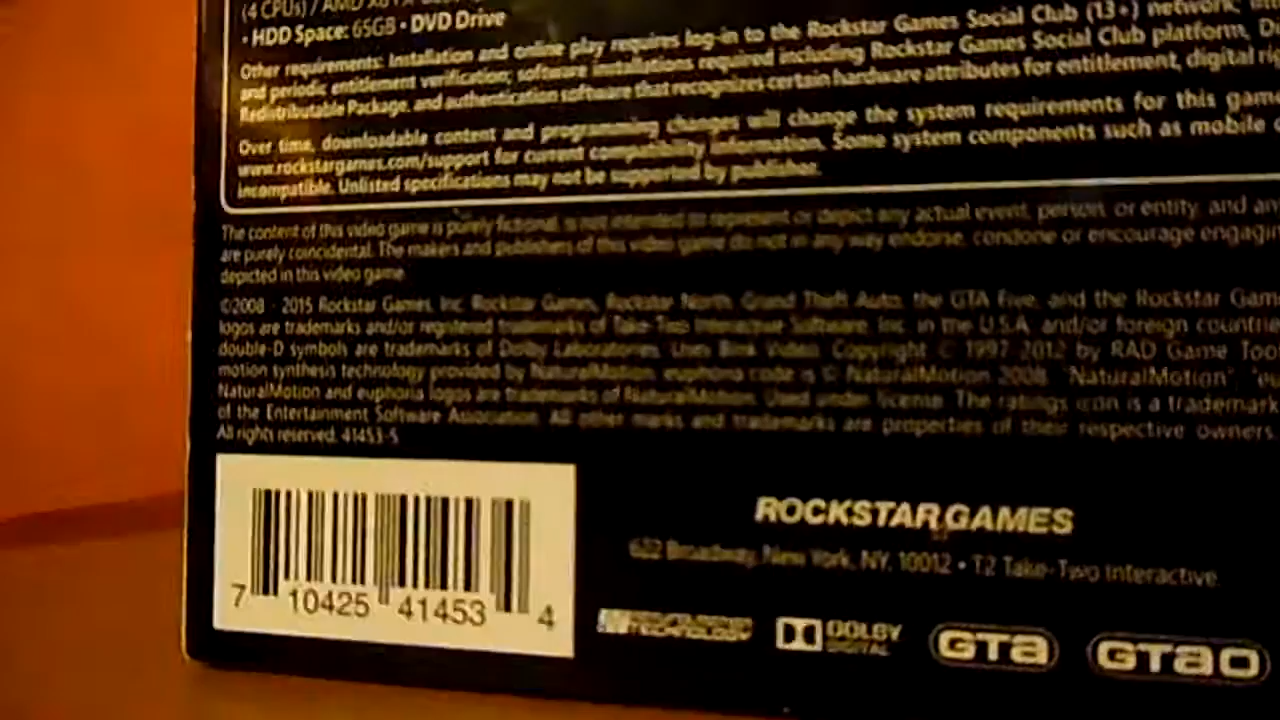 (4 CPUs) / AMD
• HDD Space: 65GB • DVD Drive
Other requirements: Installation and online play requires log-in to the Rockstar Games Social Club (13+) network;
and periodic entitlement verification; software installations required including Rockstar Games Social Club platform,
Redistributable Package, and authentication software that recognizes certain hardware attributes for entitlement, digital
Over time, downloadable content and programming changes will change the system requirements for this
www.rockstargames.com/support for current compatibility information. Some system components such as mobile
incompatible. Unlisted specifications may not be supported by publisher.
The content of this video game is purely fictional, is not intended to represent or depict any actual event, person, or entity, and
are purely coincidental. The makers and publishers of this video game do not in any way endorse, condone or encourage
depicted in this video game.
©2008 - 2015 Rockstar Games, Inc. Rockstar Games, Rockstar North, Grand Theft Auto, the GTA Five, and the Rockstar
logos are trademarks and/or registered trademarks of Take-Two Interactive Software, Inc. in the U.S.A. and/or foreign
double-D symbols are trademarks of Dolby Laboratories. Uses Bink Video. Copyright © 1997-2012 by RAD Game
motion synthesis technology provided by NaturalMotion. euphoria code is © NaturalMotion 2008. "NaturalMotion",
NaturalMotion and euphoria logos are trademarks of NaturalMotion. Used under license. The ratings icon is a trademark
of the Entertainment Software Association. All other marks and trademarks are properties of their respective owners.
All rights reserved. 41453-5
7 10425 41453 4
ROCKSTAR GAMES
622 Broadway, New York, NY, 10012 • T2 Take-Two Interactive
TECHNOLOGY
DOLBY
DIGITAL
GTA
GTAO